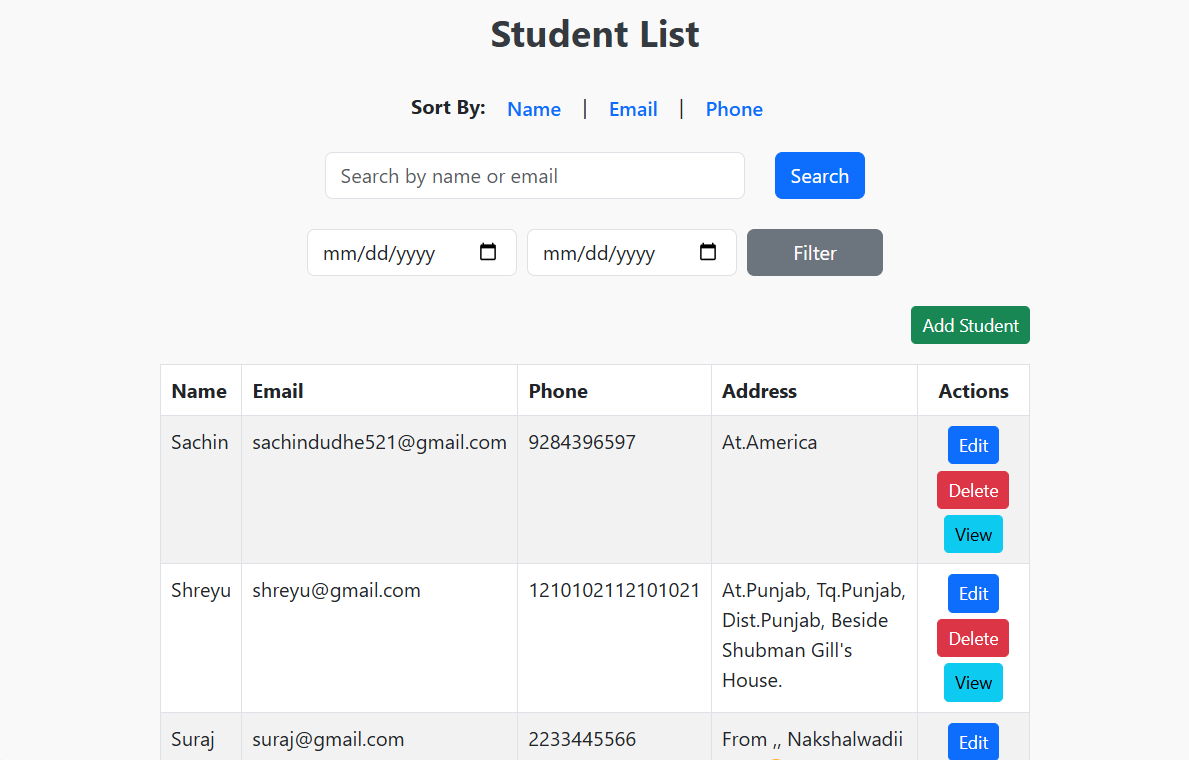 Student List
Sort By: Name | Email | Phone
Search by name or email Search
mm/dd/yyyy mm/dd/yyyy Filter
Add Student
Name Email Phone Address Actions
Sachin sachindudhe521@gmail.com 9284396597 At.America Edit
Delete
View
Shreyu shreyu@gmail.com 1210102112101021 At.Punjab, Tq.Punjab, Edit
Dist.Punjab, Beside
Shubman Gill's Delete
House. View
Suraj suraj@gmail.com 2233445566 From ,, Nakshalwadii Edit